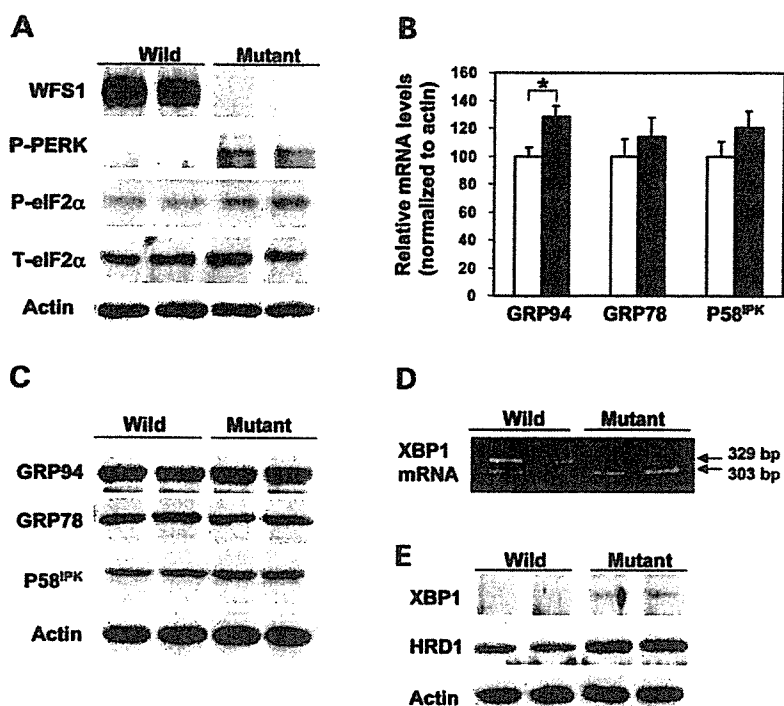 A
Wild Mutant
WFS1
P-PERK
P-eIF2α
T-eIF2α
Actin
B
Relative mRNA levels
(normalized to actin)
160
140
120
100
80
60
40
20
0
*
GRP94 GRP78 P58IPK
C
Wild Mutant
GRP94
GRP78
P58IPK
Actin
D
Wild Mutant
XBP1
mRNA
329 bp
303 bp
E
Wild Mutant
XBP1
HRD1
Actin